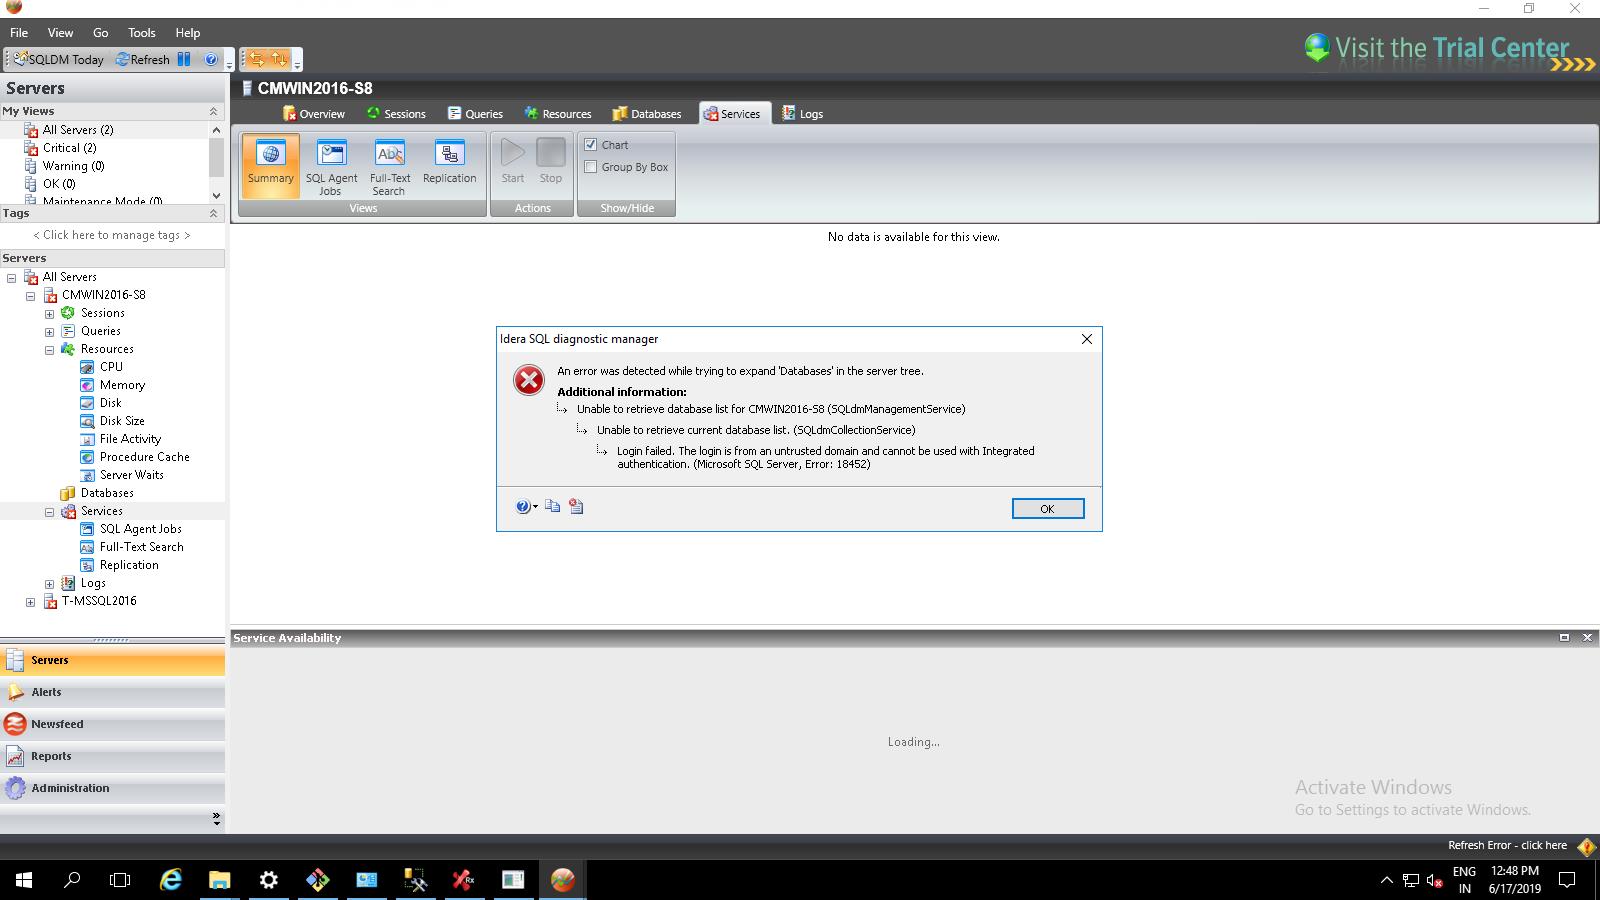 File View Go Tools Help
Visit the Trial Center
SQLDM Today Refresh
Servers
CMWIN2016-S8
My Views
Overview Sessions Queries Resources Databases Services Logs
All Servers (2)
Critical (2)
Warning (0)
OK (0)
Maintenance Mode (0)
Summary
SQL Agent Jobs
Full-Text Search
Replication
Views
Start Stop
Actions
Chart
Group By Box
Show/Hide
Tags
< Click here to manage tags >
No data is available for this view.
Servers
All Servers
CMWIN2016-S8
Sessions
Queries
Resources
CPU
Memory
Disk
Disk Size
File Activity
Procedure Cache
Server Waits
Databases
Services
SQL Agent Jobs
Full-Text Search
Replication
Logs
T-MSSQL2016
Idera SQL diagnostic manager
An error was detected while trying to expand 'Databases' in the server tree.
Additional information:
Unable to retrieve database list for CMWIN2016-S8 (SQLdmManagementService)
Unable to retrieve current database list. (SQLdmCollectionService)
Login failed. The login is from an untrusted domain and cannot be used with Integrated
authentication. (Microsoft SQL Server, Error: 18452)
OK
Service Availability
Loading...
Servers
Alerts
Newsfeed
Reports
Administration
Activate Windows
Go to Settings to activate Windows.
Refresh Error - click here
ENG
IN
12:48 PM
6/17/2019